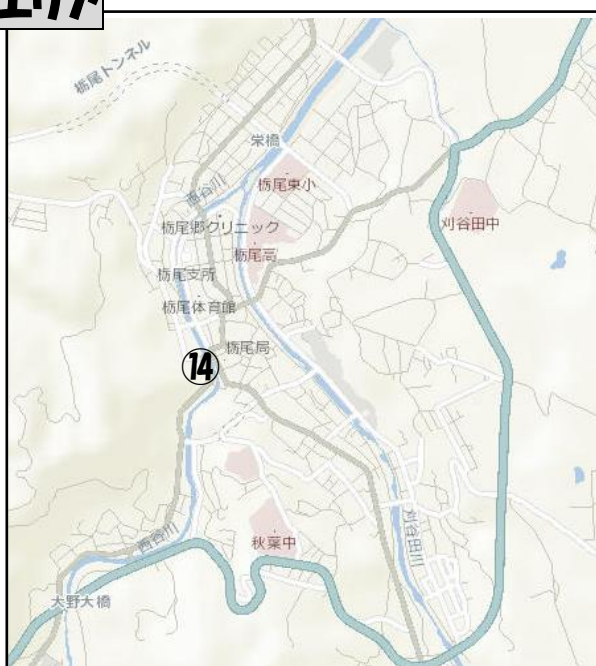 エリア
栃尾トンネル
栄橋
西谷川
栃尾東小
栃尾郷クリニック
刈谷田中
栃尾高
栃尾支所
栃尾体育館
栃尾局
⑭
刈谷田川
秋葉中
西谷川
大野大橋